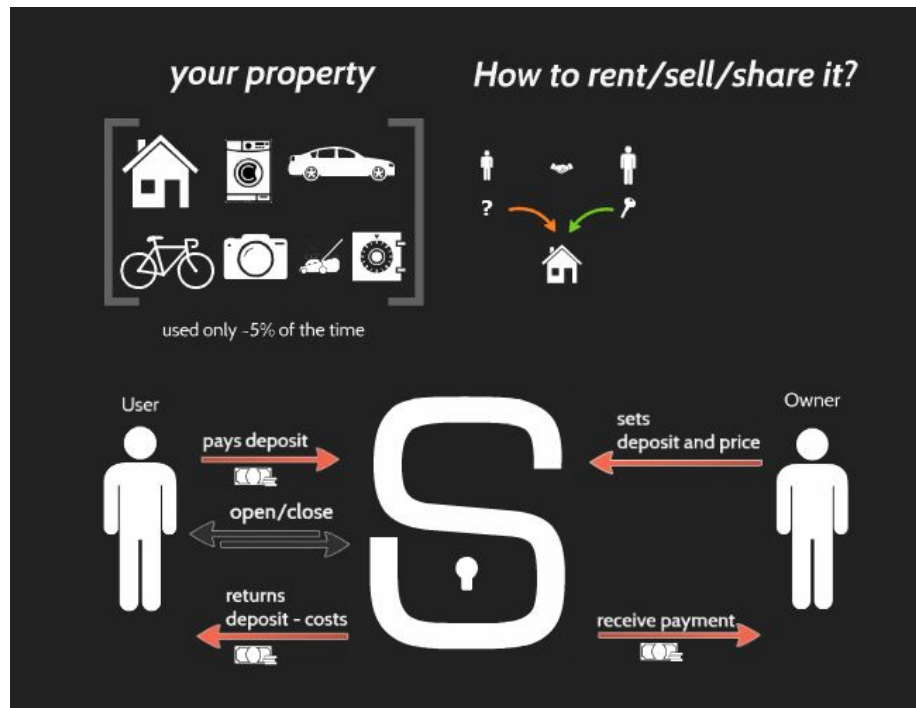 your property
How to rent/sell/share it?
?
used only ~5% of the time
User
Owner
pays deposit
sets
deposit and price
open/close
S
returns
deposit - costs
receive payment